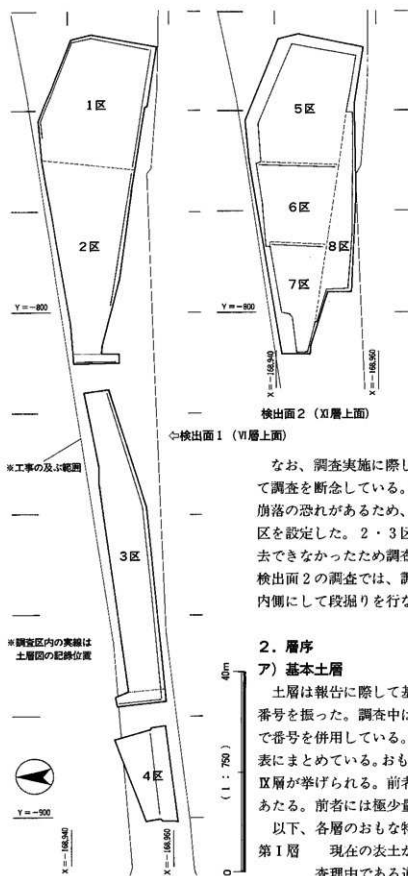 1区
2区
3区
4区
5区
6区
7区
8区
Y=-800
Y=-800
Y=-900
X=-168,940
X=-168,960
X=-168,940
X=-168,960
検出面2(XI層上面)
⇦検出面1(VI層上面)
※工事の及ぶ範囲
※調査区内の実線は
土層図の記録位置
40m
(1:750)
0
なお、調査実施に際し
て調査を断念している。
崩落の恐れがあるため、
区を設定した。2・3区
去できなかったため調査
検出面2の調査では、調
内側にして段掘りを行な
2.層序
ア)基本土層
土層は報告に際して基
番号を振った。調査中は
で番号を併用している。
表にまとめている。おも
Ⅸ層が挙げられる。前者
あたる。前者には極少量
以下、各層のおもな特
第Ⅰ層 現在の表土か